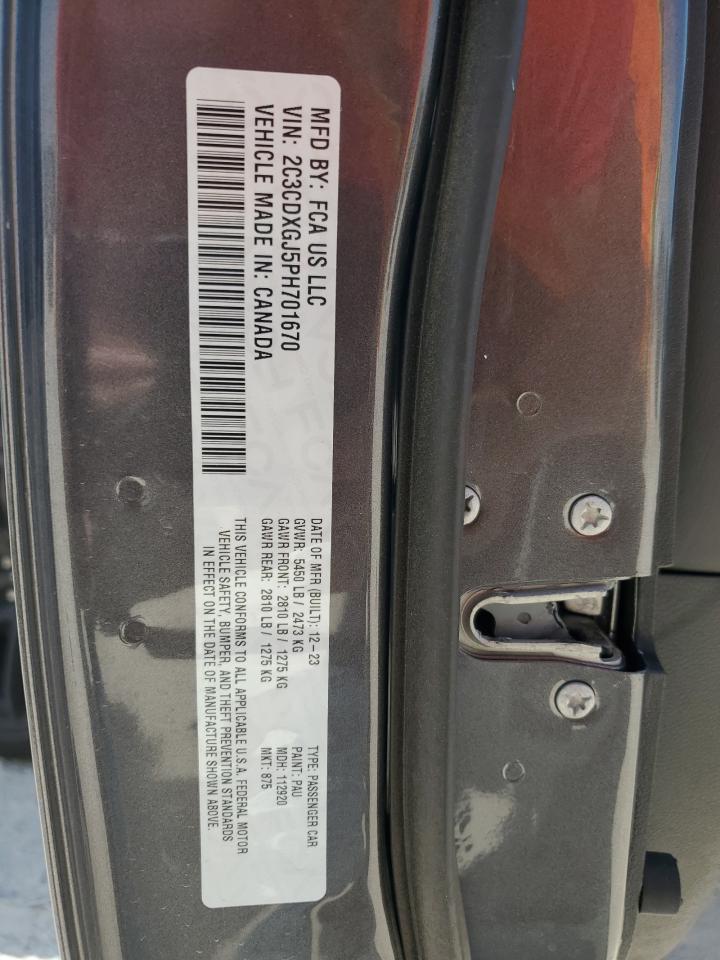 MFD BY: FCA US LLC
VIN: 2C3CDXGJ5PH701670
VEHICLE MADE IN: CANADA
DATE OF MFR (BUILT): 12-23
GVWR: 5450 LB / 2473 KG
GAWR FRONT: 2810 LB / 1275 KG
GAWR REAR: 2810 LB / 1275 KG
THIS VEHICLE CONFORMS TO ALL APPLICABLE U.S.A. FEDERAL MOTOR
VEHICLE SAFETY, BUMPER, AND THEFT PREVENTION STANDARDS
IN EFFECT ON THE DATE OF MANUFACTURE SHOWN ABOVE.
TYPE: PASSENGER CAR
PAINT: PAU
MDH: 112920
MKT: 875